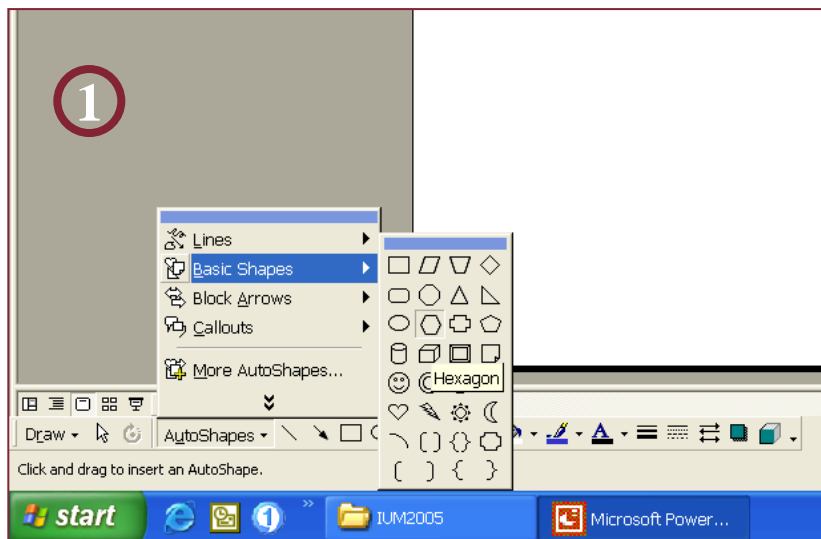 1
Lines
Basic Shapes
Block Arrows
Callouts
More AutoShapes...
Hexagon
Draw
AutoShapes
A
Click and drag to insert an AutoShape.
start
1
»
IUM2005
Microsoft Power...